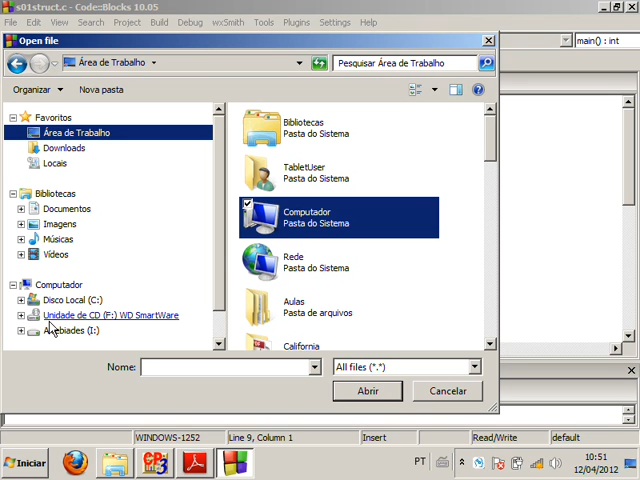 s01struct.c - Code::Blocks 10.05
File View Search Project Build Debug wxSmith Tools Plugins Settings Help
main() : int
Open file
Área de Trabalho
Pesquisar Área de Trabalho
Organizar Nova pasta
Favoritos
Área de Trabalho
Downloads
Locais
Bibliotecas
Documentos
Imagens
Músicas
Vídeos
Computador
Disco Local (C:)
Unidade de CD (F:) WD SmartWare
(I:)
Bibliotecas
Pasta do Sistema
TabletUser
Pasta do Sistema
Computador
Pasta do Sistema
Rede
Pasta do Sistema
Aulas
Pasta de arquivos
California
Nome:
All files (*.*)
Abrir Cancelar
WINDOWS-1252 Line 9, Column 1 Insert Read/Write default
Iniciar
PT
10:51
12/04/2012